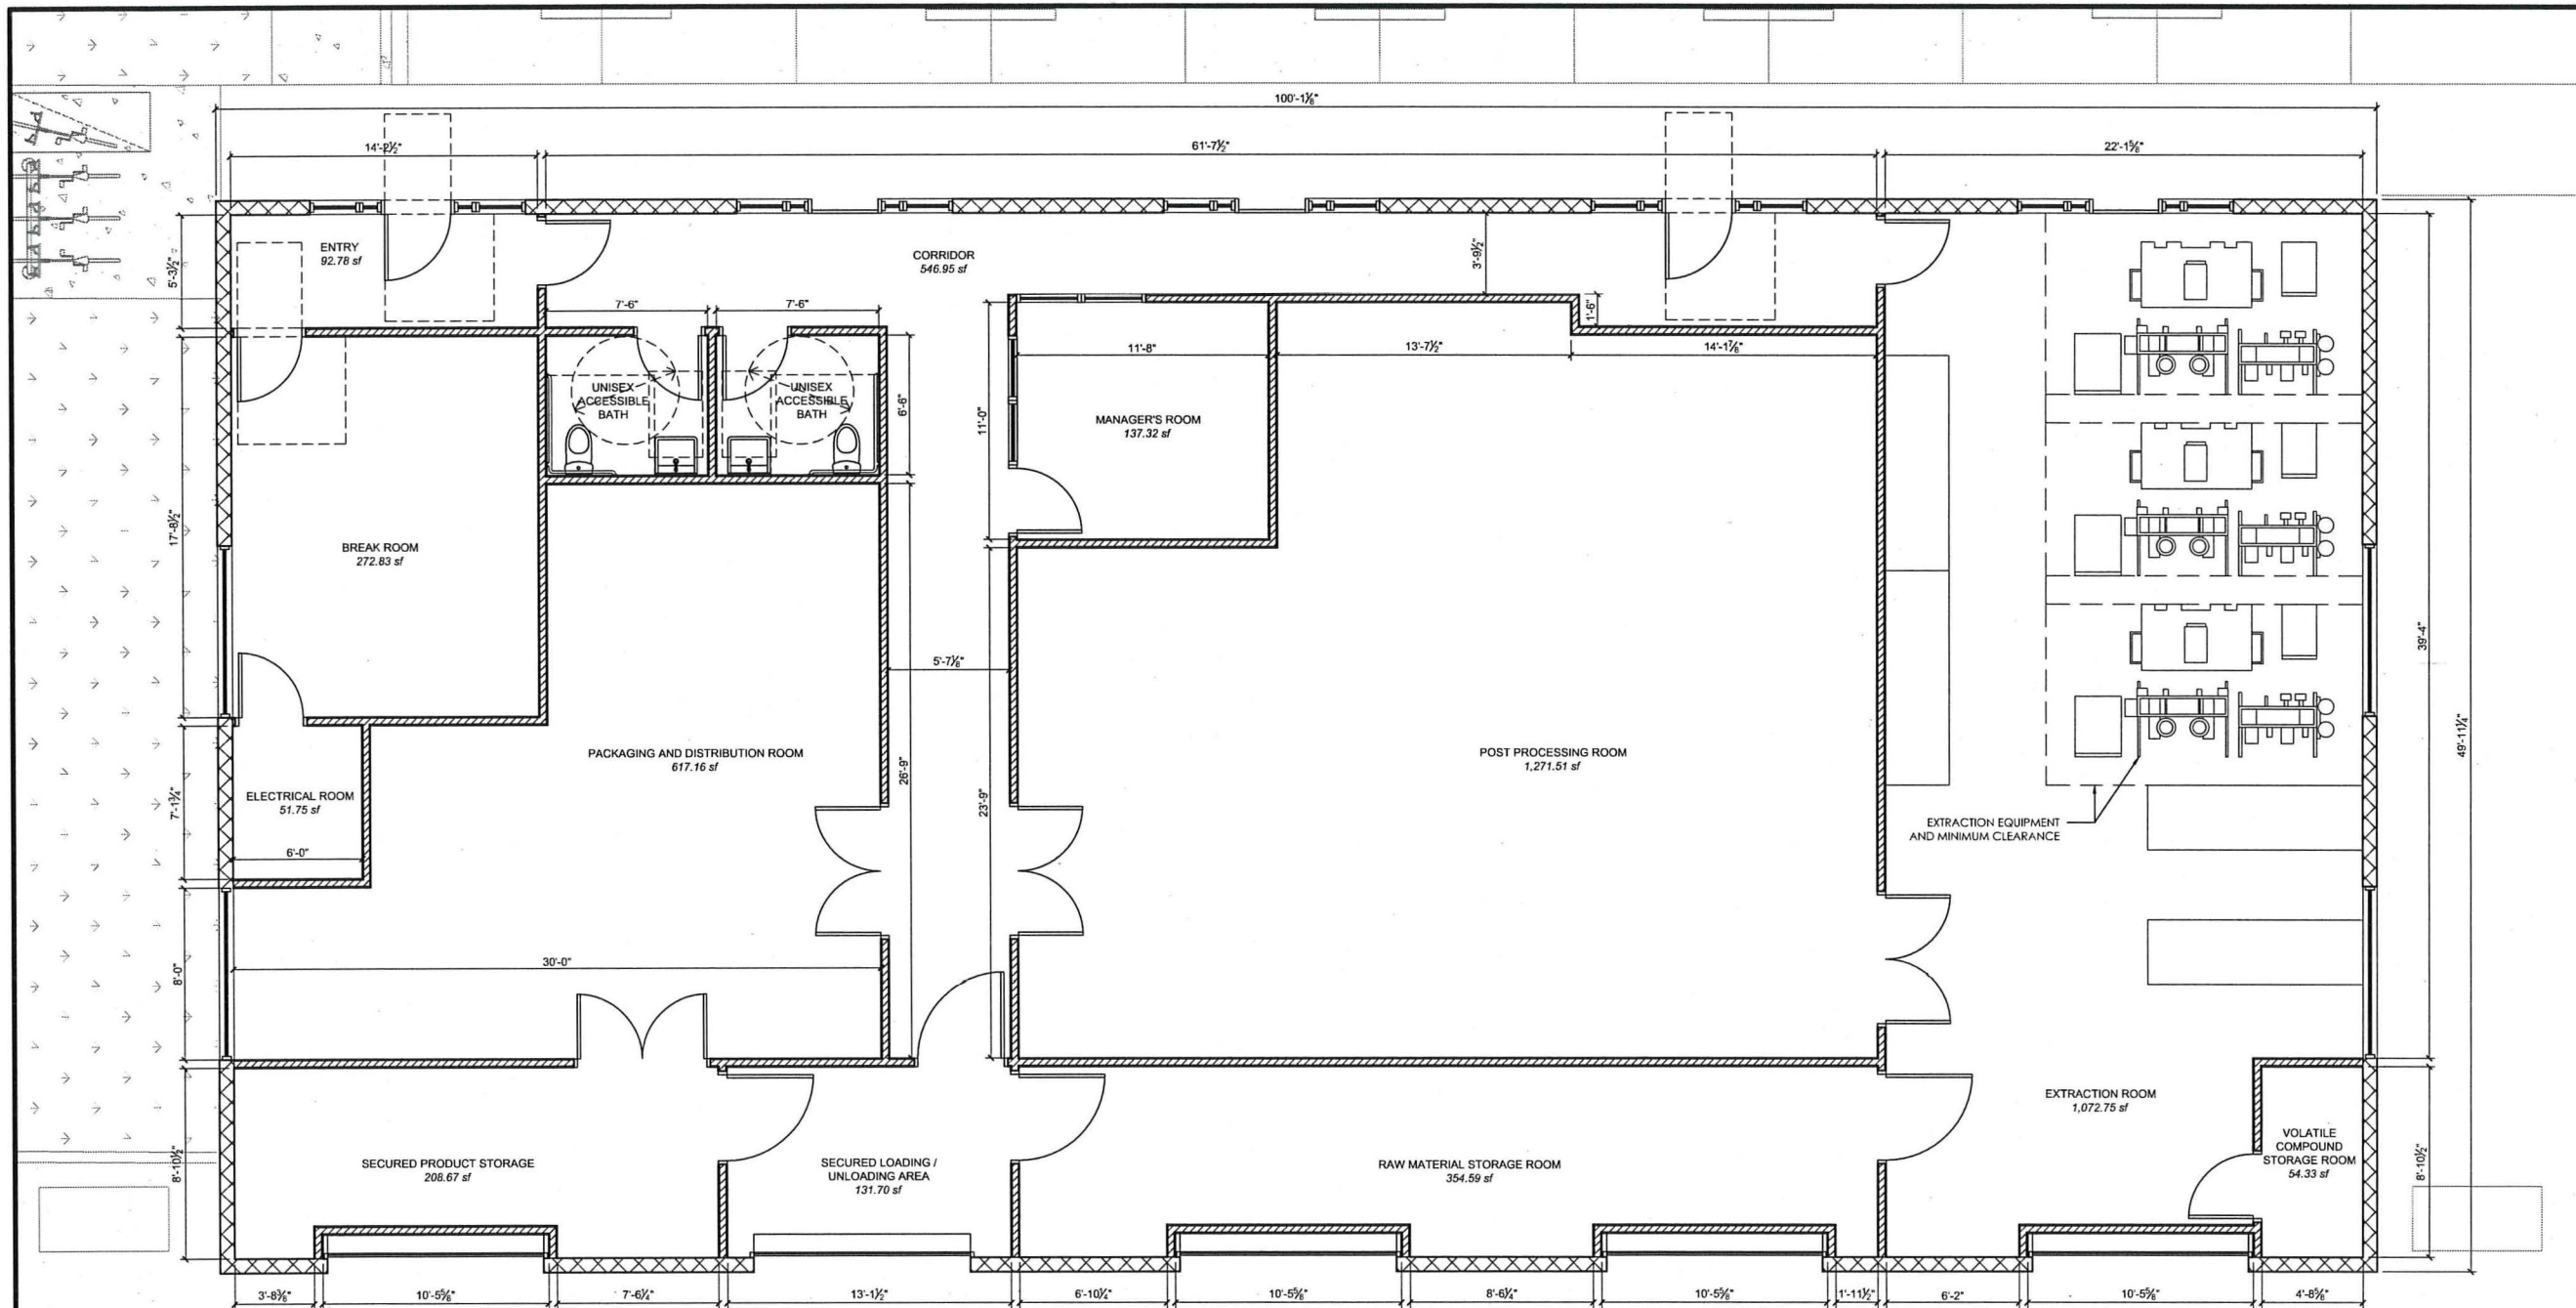 100'-1⅛"
14'-2½"
61'-7½"
22'-1⅝"
ENTRY
92.78 sf
CORRIDOR
546.95 sf
5'-3½"
3'-9½"
7'-6"
7'-6"
1'-6"
11'-8"
13'-7½"
14'-1⅞"
UNISEX
ACCESSIBLE
BATH
UNISEX
ACCESSIBLE
BATH
6'-6"
11'-0"
MANAGER'S ROOM
137.32 sf
17'-8½"
BREAK ROOM
272.83 sf
5'-7⅛"
39'-4"
49'-11¼"
PACKAGING AND DISTRIBUTION ROOM
617.16 sf
POST PROCESSING ROOM
1,271.51 sf
26'-9"
23'-9"
7'-1¾"
ELECTRICAL ROOM
51.75 sf
6'-0"
EXTRACTION EQUIPMENT
AND MINIMUM CLEARANCE
8'-0"
30'-0"
EXTRACTION ROOM
1,072.75 sf
8'-10½"
SECURED PRODUCT STORAGE
208.67 sf
SECURED LOADING /
UNLOADING AREA
131.70 sf
RAW MATERIAL STORAGE ROOM
354.59 sf
VOLATILE
COMPOUND
STORAGE ROOM
54.33 sf
8'-10½"
3'-8⅜"
10'-5⅝"
7'-6¼"
13'-1½"
6'-10¼"
10'-5⅝"
8'-6¼"
10'-5⅝"
1'-11½"
6'-2"
10'-5⅝"
4'-8⅝"